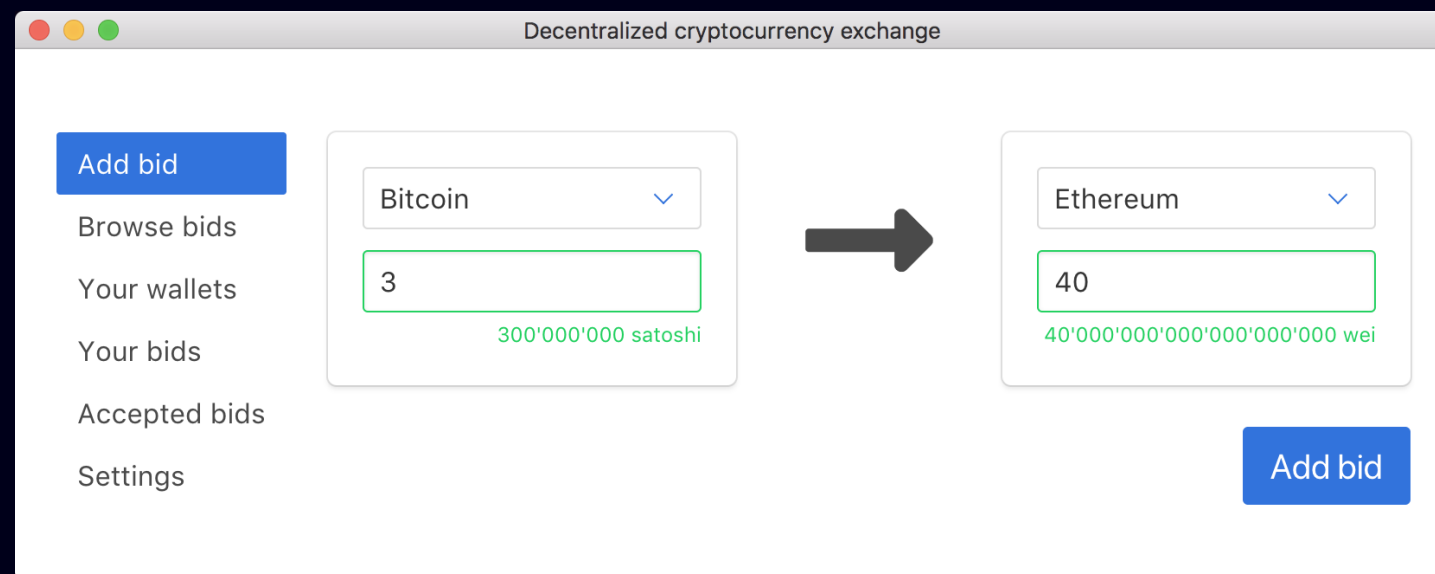 Decentralized cryptocurrency exchange
Add bid
Browse bids
Your wallets
Your bids
Accepted bids
Settings
Bitcoin
3
300'000'000 satoshi
Ethereum
40
40'000'000'000'000'000'000 wei
Add bid